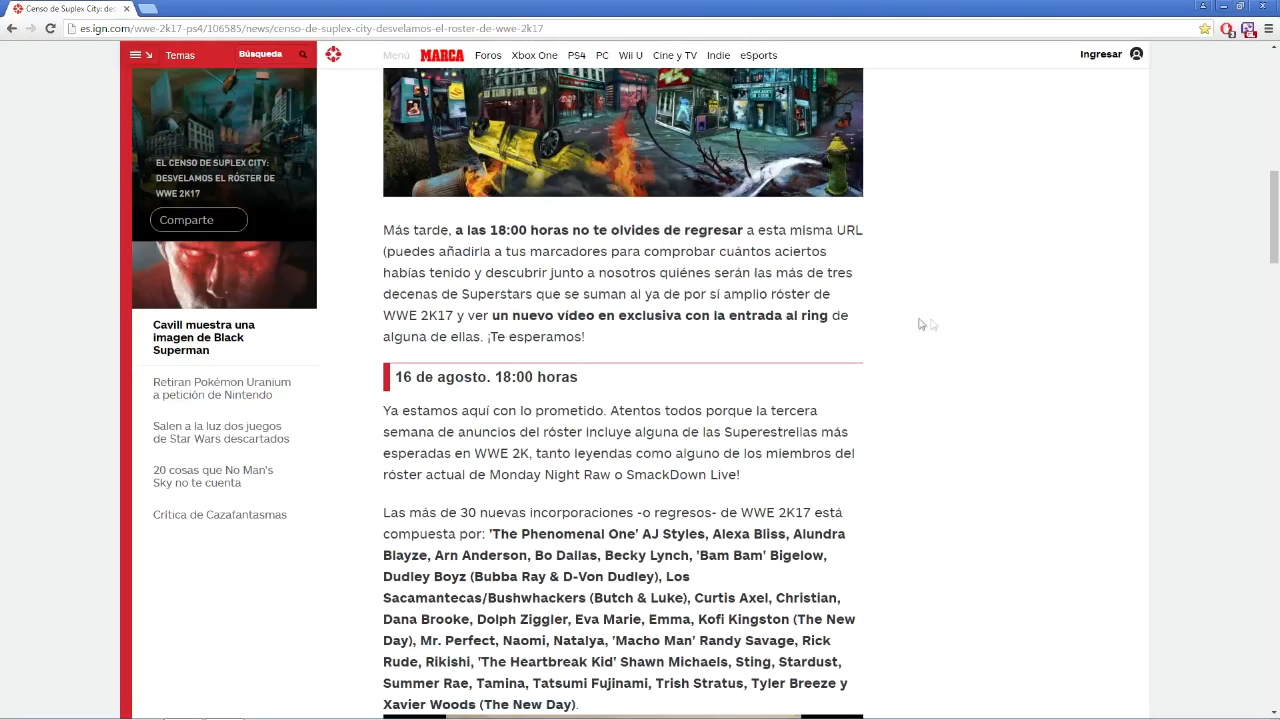 Censo de Suplex City: des
es.ign.com/wwe-2k17-ps4/106585/news/censo-de-suplex-city-desvelamos-el-roster-de-wwe-2k17
Temas
Búsqueda
Menú
MARCA
Foros
Xbox One
PS4
PC
Wii U
Cine y TV
Indie
eSports
Ingresar
EL CENSO DE SUPLEX CITY:
DESVELAMOS EL RÓSTER DE
WWE 2K17
Comparte
Cavill muestra una
imagen de Black
Superman
Retiran Pokémon Uranium
a petición de Nintendo
Salen a la luz dos juegos
de Star Wars descartados
20 cosas que No Man's
Sky no te cuenta
Crítica de Cazafantasmas
Más tarde, a las 18:00 horas no te olvides de regresar a esta misma URL
(puedes añadirla a tus marcadores para comprobar cuántos aciertos
habías tenido y descubrir junto a nosotros quiénes serán las más de tres
decenas de Superstars que se suman al ya de por sí amplio róster de
WWE 2K17 y ver un nuevo vídeo en exclusiva con la entrada al ring de
alguna de ellas. ¡Te esperamos!
16 de agosto. 18:00 horas
Ya estamos aquí con lo prometido. Atentos todos porque la tercera
semana de anuncios del róster incluye alguna de las Superestrellas más
esperadas en WWE 2K, tanto leyendas como alguno de los miembros del
róster actual de Monday Night Raw o SmackDown Live!
Las más de 30 nuevas incorporaciones -o regresos- de WWE 2K17 está
compuesta por: 'The Phenomenal One' AJ Styles, Alexa Bliss, Alundra
Blayze, Arn Anderson, Bo Dallas, Becky Lynch, 'Bam Bam' Bigelow,
Dudley Boyz (Bubba Ray & D-Von Dudley), Los
Sacamantecas/Bushwhackers (Butch & Luke), Curtis Axel, Christian,
Dana Brooke, Dolph Ziggler, Eva Marie, Emma, Kofi Kingston (The New
Day), Mr. Perfect, Naomi, Natalya, 'Macho Man' Randy Savage, Rick
Rude, Rikishi, 'The Heartbreak Kid' Shawn Michaels, Sting, Stardust,
Summer Rae, Tamina, Tatsumi Fujinami, Trish Stratus, Tyler Breeze y
Xavier Woods (The New Day).